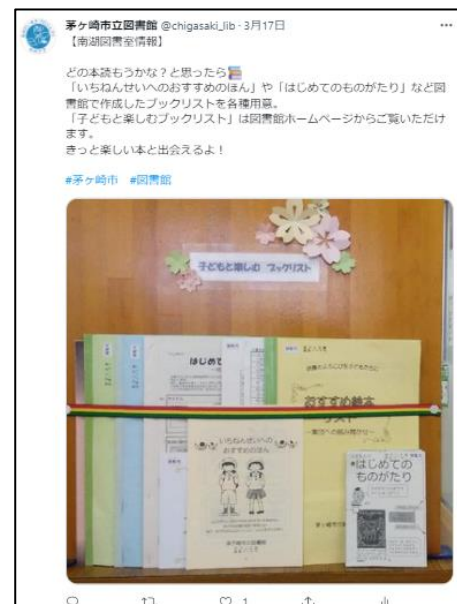 茅ヶ崎市立図書館 @chigasaki_lib · 3月17日
【南湖図書室情報】
どの本読もうかな？と思ったら📚
「いちねんせいへのおすすめのほん」や「はじめてのものがたり」など図
書館で作成したブックリストを各種用意。
「子どもと楽しむブックリスト」は図書館ホームページからご覧いただけ
ます。
きっと楽しい本と出会えるよ！
#茅ヶ崎市 #図書館
子どもと楽しむ ブックリスト
はじめて
おすすめ絵本
リスト
いちねんせいへの
おすすめのほん
はじめての
ものがたり
1